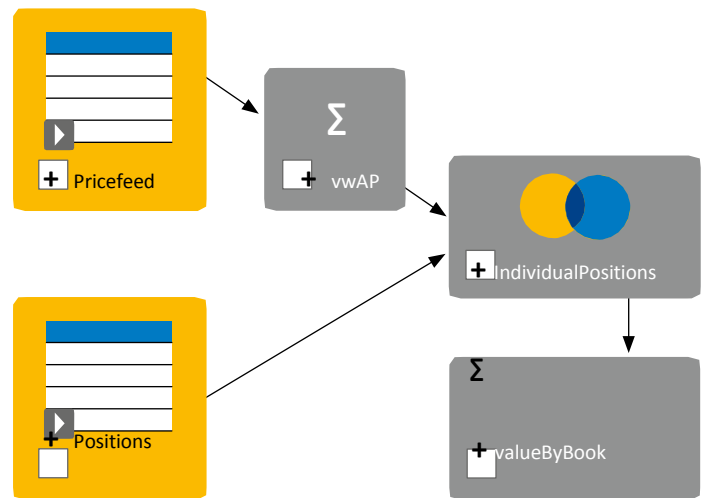 Σ
Pricefeed
vwAP
IndividualPositions
Positions
Σ
valueByBook